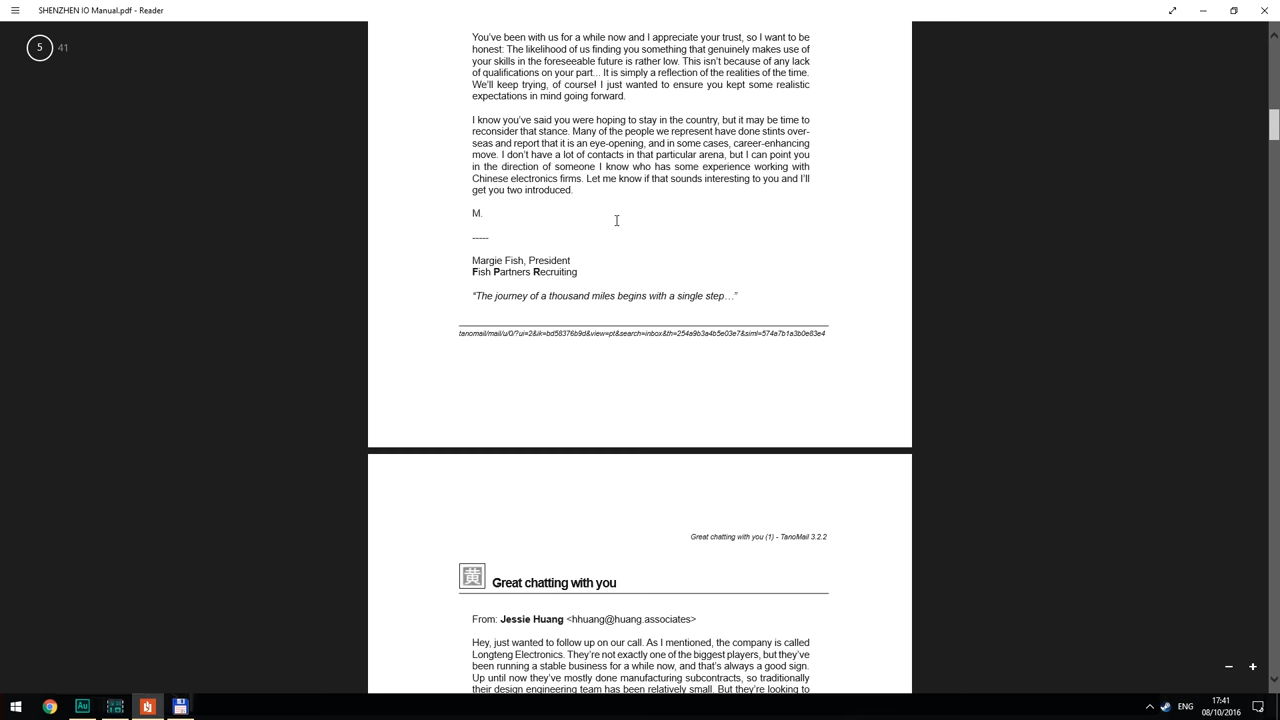 SHENZHEN IO Manual.pdf - Reader
5 41
You've been with us for a while now and I appreciate your trust, so I want to be
honest: The likelihood of us finding you something that genuinely makes use of
your skills in the foreseeable future is rather low. This isn't because of any lack
of qualifications on your part... It is simply a reflection of the realities of the time.
We'll keep trying, of course! I just wanted to ensure you kept some realistic
expectations in mind going forward.
I know you've said you were hoping to stay in the country, but it may be time to
reconsider that stance. Many of the people we represent have done stints over-
seas and report that it is an eye-opening, and in some cases, career-enhancing
move. I don't have a lot of contacts in that particular arena, but I can point you
in the direction of someone I know who has some experience working with
Chinese electronics firms. Let me know if that sounds interesting to you and I'll
get you two introduced.
M.
-----
Margie Fish, President
Fish Partners Recruiting
"The journey of a thousand miles begins with a single step…"
tanomail/mail/u/0/?ui=2&ik=bd58376b9d&view=pt&search=inbox&th=254a9b3a4b5e03e7&siml=574a7b1a3b0e83e4
Great chatting with you (1) - TanoMail 3.2.2
黄 Great chatting with you
From: Jessie Huang <hhuang@huang.associates>
Hey, just wanted to follow up on our call. As I mentioned, the company is called
Longteng Electronics. They're not exactly one of the biggest players, but they've
been running a stable business for a while now, and that's always a good sign.
Up until now they've mostly done manufacturing subcontracts, so traditionally
their design engineering team has been relatively small. But they're looking to
Au
ENG
17:41
08/10/2016